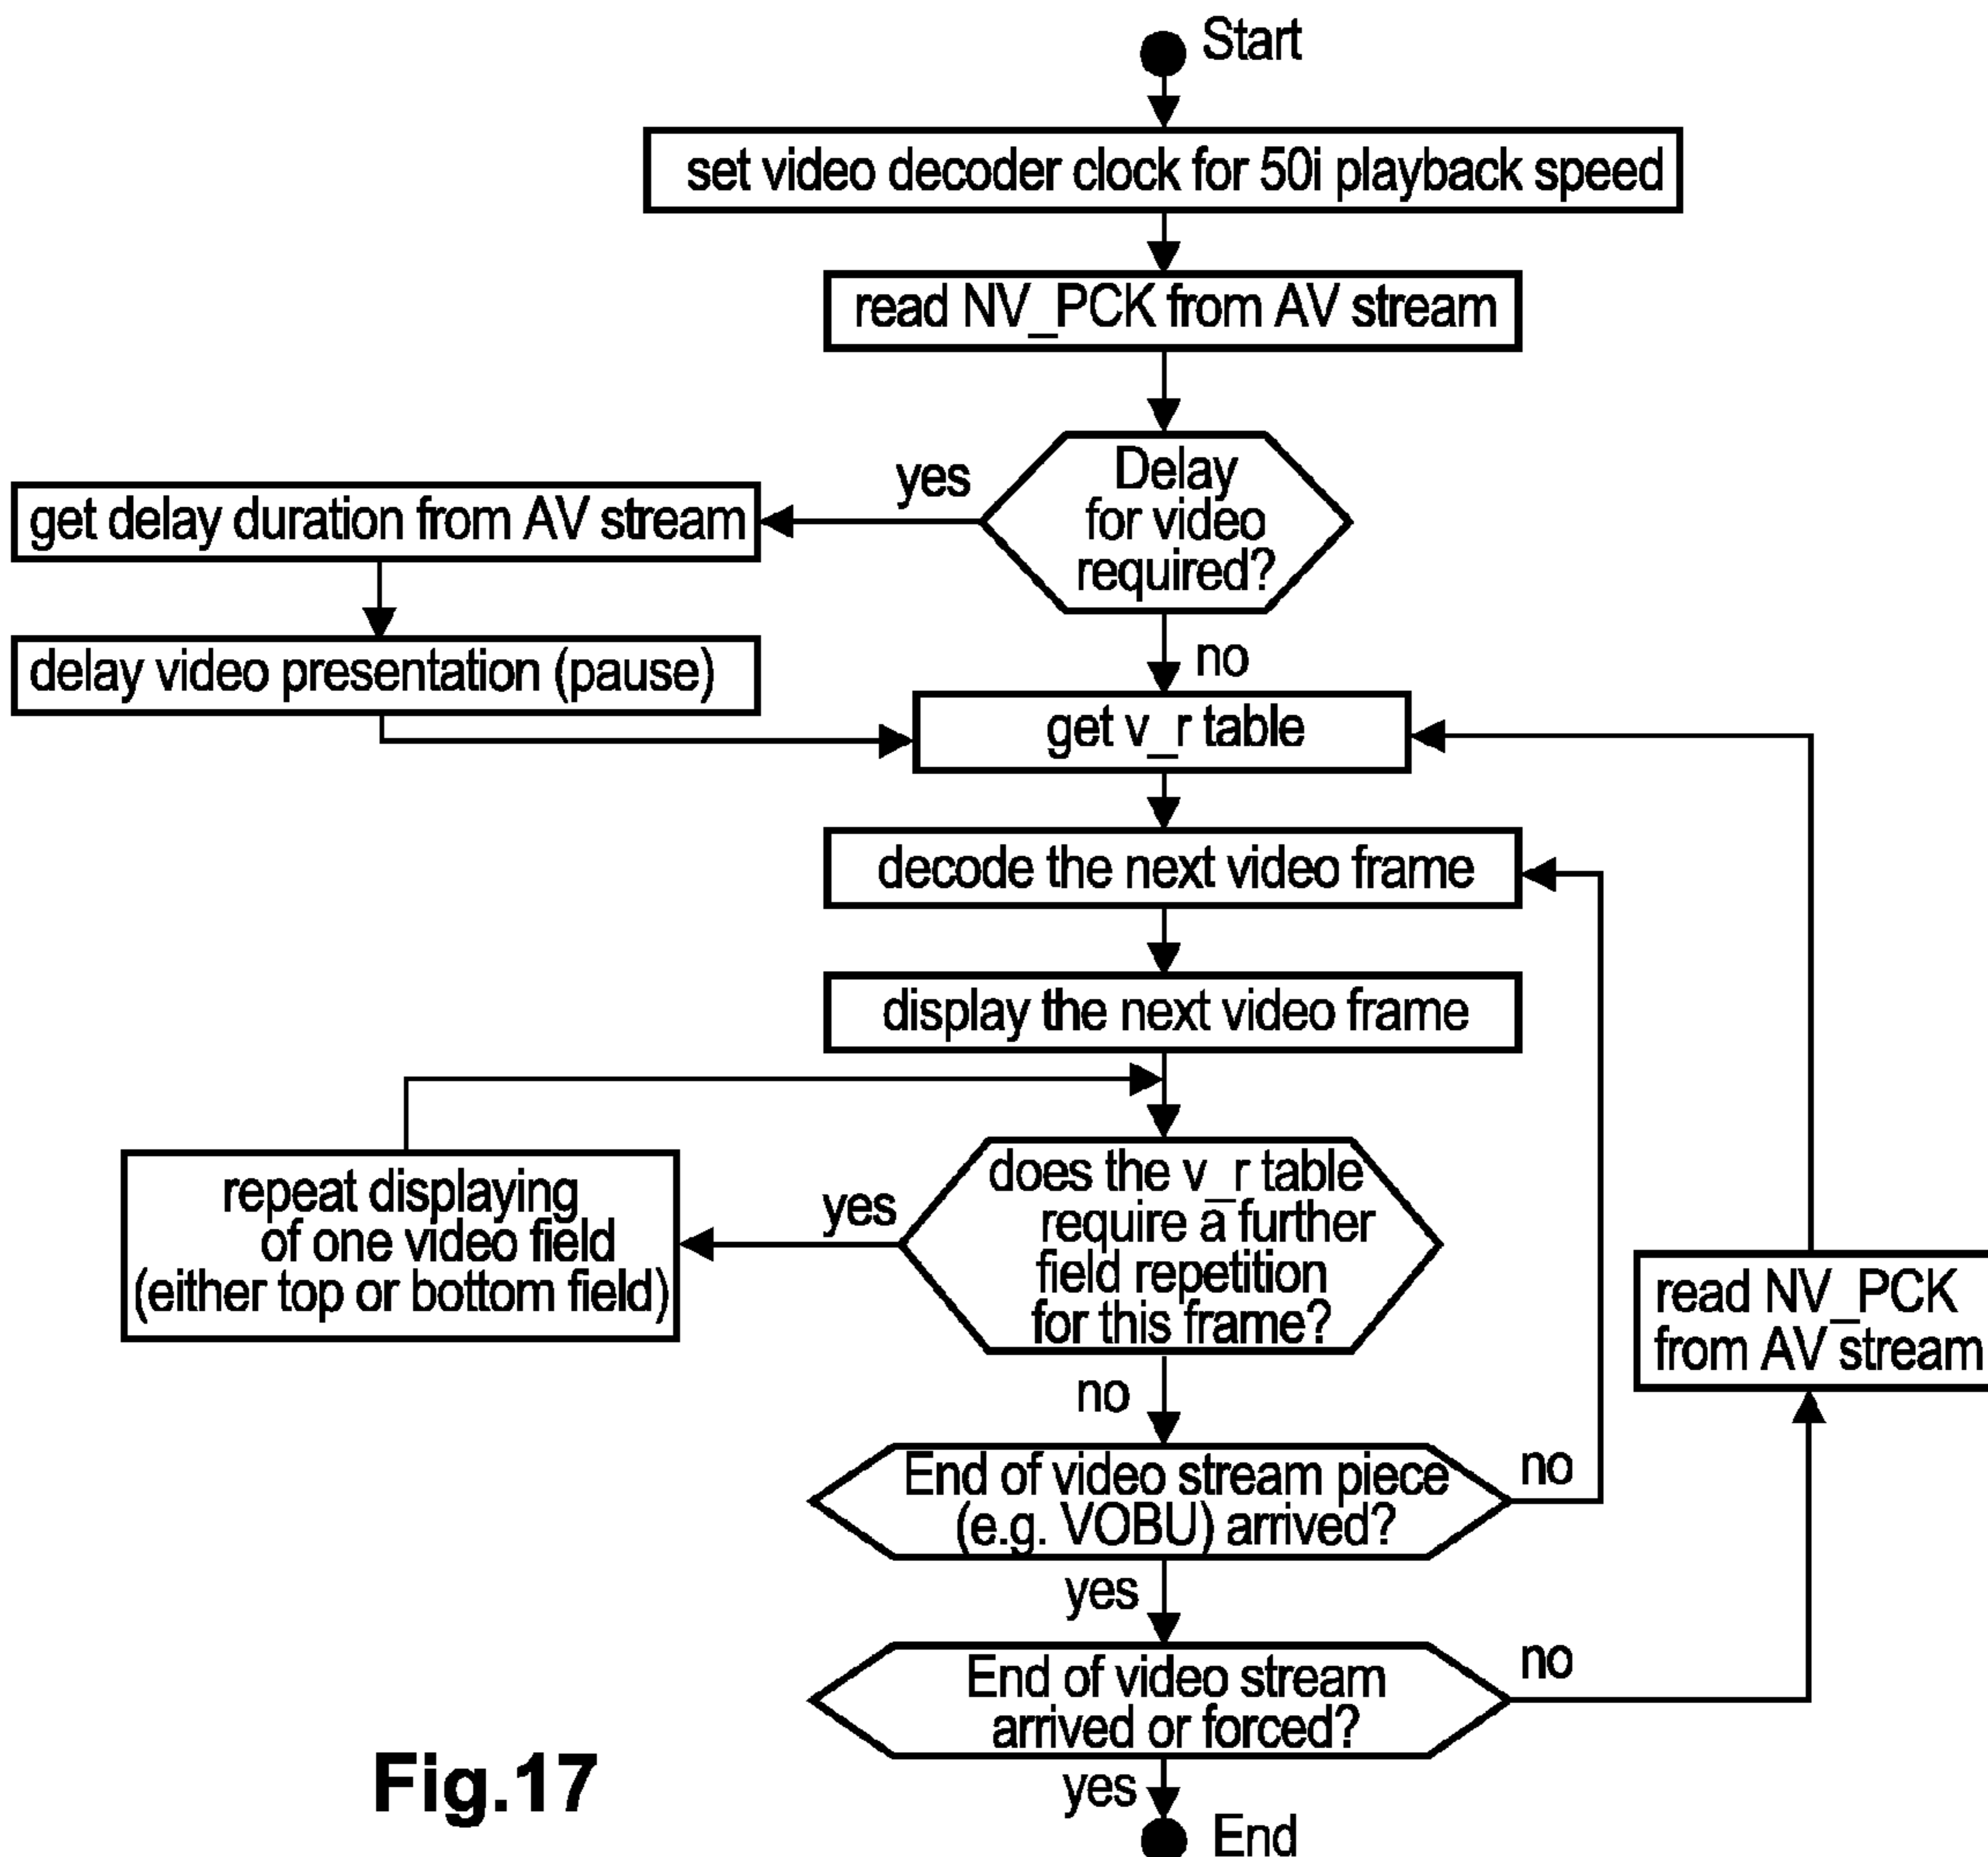 Start
set video decoder clock for 50i playback speed
read NV_PCK from AV stream
Delay
for video
required?
yes
get delay duration from AV stream
delay video presentation (pause)
no
get v_r table
decode the next video frame
display the next video frame
does the v_r table
require a further
field repetition
for this frame?
yes
repeat displaying
of one video field
(either top or bottom field)
read NV_PCK
from AV stream
no
End of video stream piece
(e.g. VOBU) arrived?
no
yes
End of video stream
arrived or forced?
no
yes
End
Fig.17